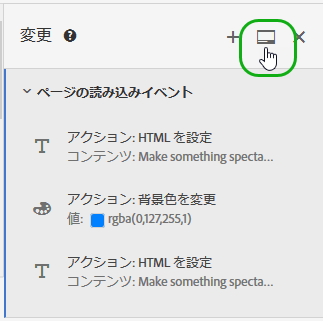 変更
ページの読み込みイベント
アクション: HTML を設定
コンテンツ: Make something specta...
アクション: 背景色を変更
値: rgba(0,127,255,1)
アクション: HTML を設定
コンテンツ: Make something specta...